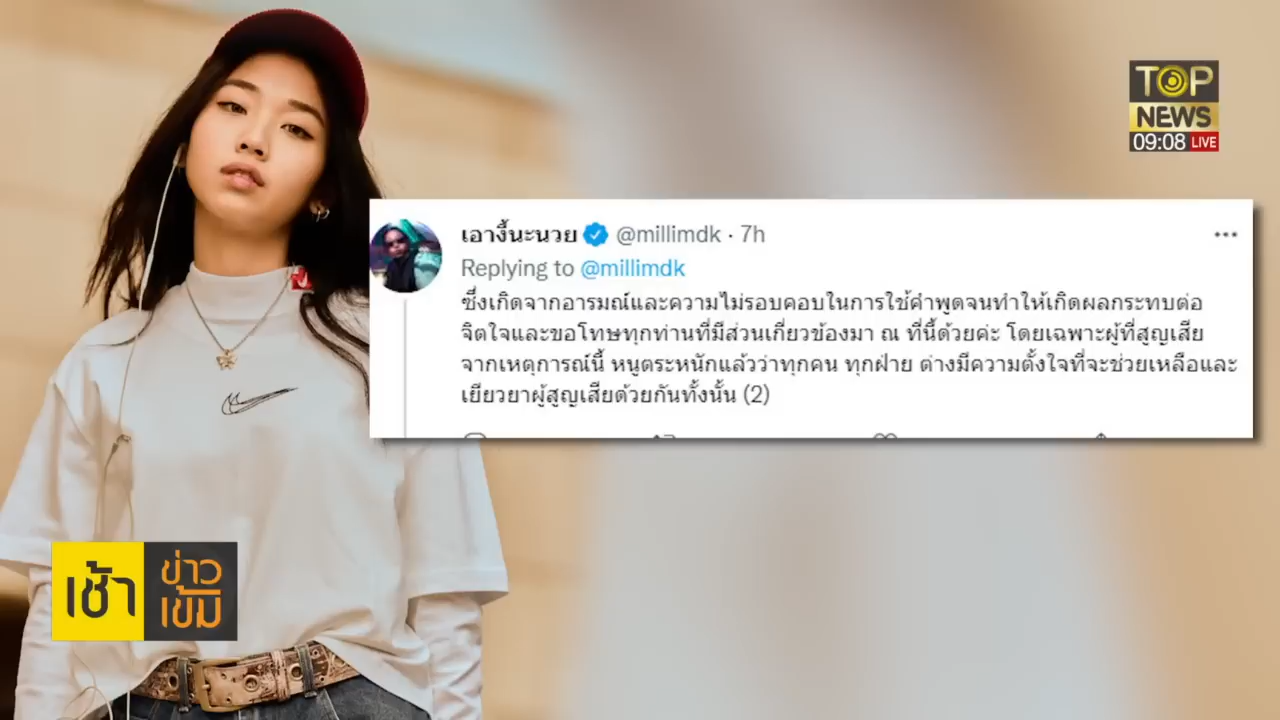 TOP
NEWS
09:08 LIVE
เอางี้นะนวย @millimdk · 7h
Replying to @millimdk
ซึ่งเกิดจากอารมณ์และความไม่รอบคอบในการใช้คำพูดจนทำให้เกิดผลกระทบต่อ
จิตใจและขอโทษทุกท่านที่มีส่วนเกี่ยวข้องมา ณ ที่นี้ด้วยค่ะ โดยเฉพาะผู้ที่สูญเสีย
จากเหตุการณ์นี้ หนูตระหนักแล้วว่าทุกคน ทุกฝ่าย ต่างมีความตั้งใจที่จะช่วยเหลือและ
เยียวยาผู้สูญเสียด้วยกันทั้งนั้น (2)
เช้า
ข่าว
เข้ม